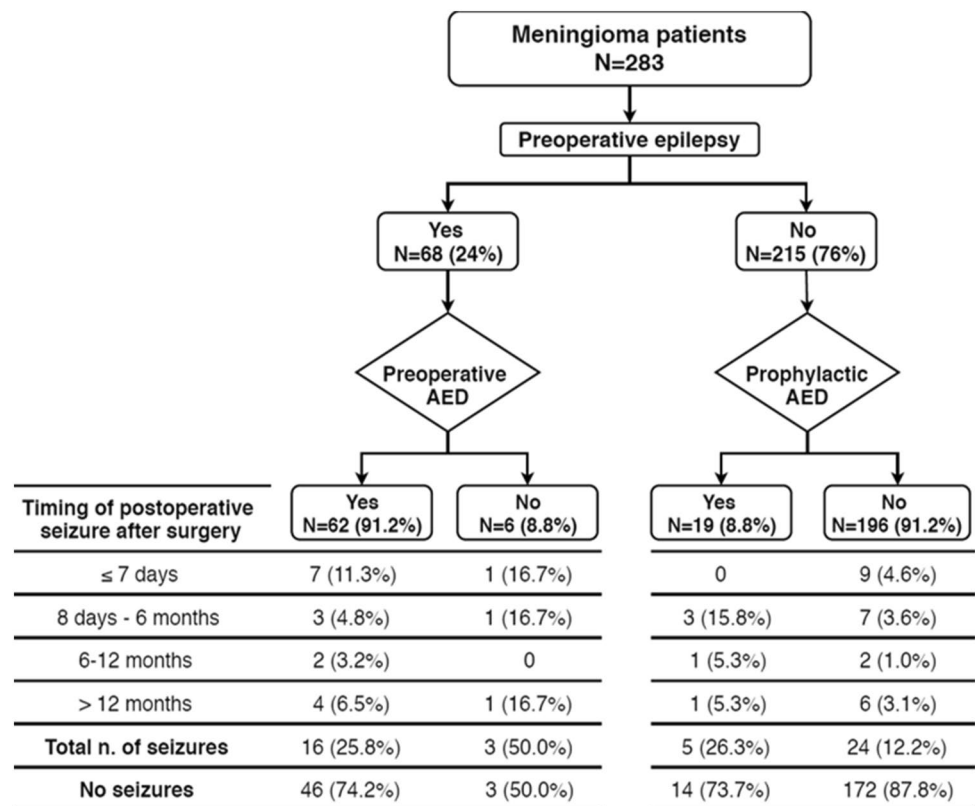 Meningioma patients
N=283
Preoperative epilepsy
Yes
N=68 (24%)
No
N=215 (76%)
Preoperative
AED
Prophylactic
AED
Timing of postoperative
seizure after surgery
Yes
N=62 (91.2%)
No
N=6 (8.8%)
Yes
N=19 (8.8%)
No
N=196 (91.2%)
≤ 7 days 7 (11.3%) 1 (16.7%) 0 9 (4.6%)
8 days - 6 months 3 (4.8%) 1 (16.7%) 3 (15.8%) 7 (3.6%)
6-12 months 2 (3.2%) 0 1 (5.3%) 2 (1.0%)
> 12 months 4 (6.5%) 1 (16.7%) 1 (5.3%) 6 (3.1%)
Total n. of seizures 16 (25.8%) 3 (50.0%) 5 (26.3%) 24 (12.2%)
No seizures 46 (74.2%) 3 (50.0%) 14 (73.7%) 172 (87.8%)